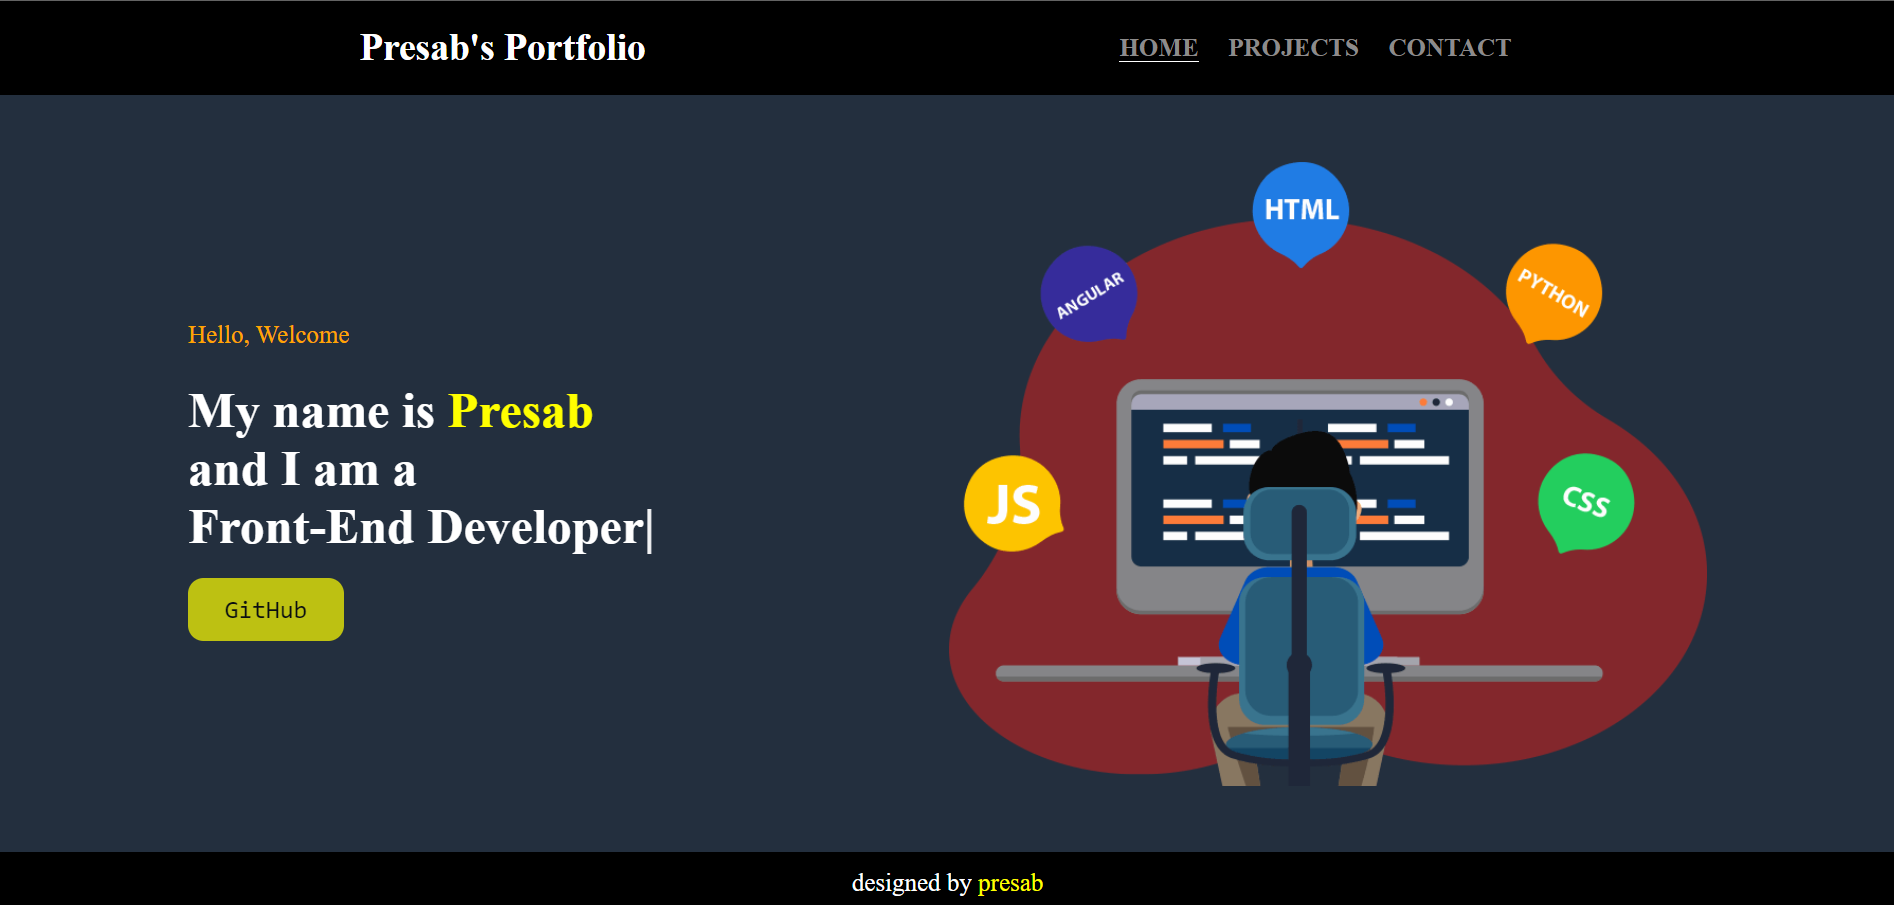 Presab's Portfolio
HOME PROJECTS CONTACT
Hello, Welcome
My name is Presab
and I am a
Front-End Developer|
GitHub
HTML
ANGULAR
PYTHON
JS
CSS
designed by presab